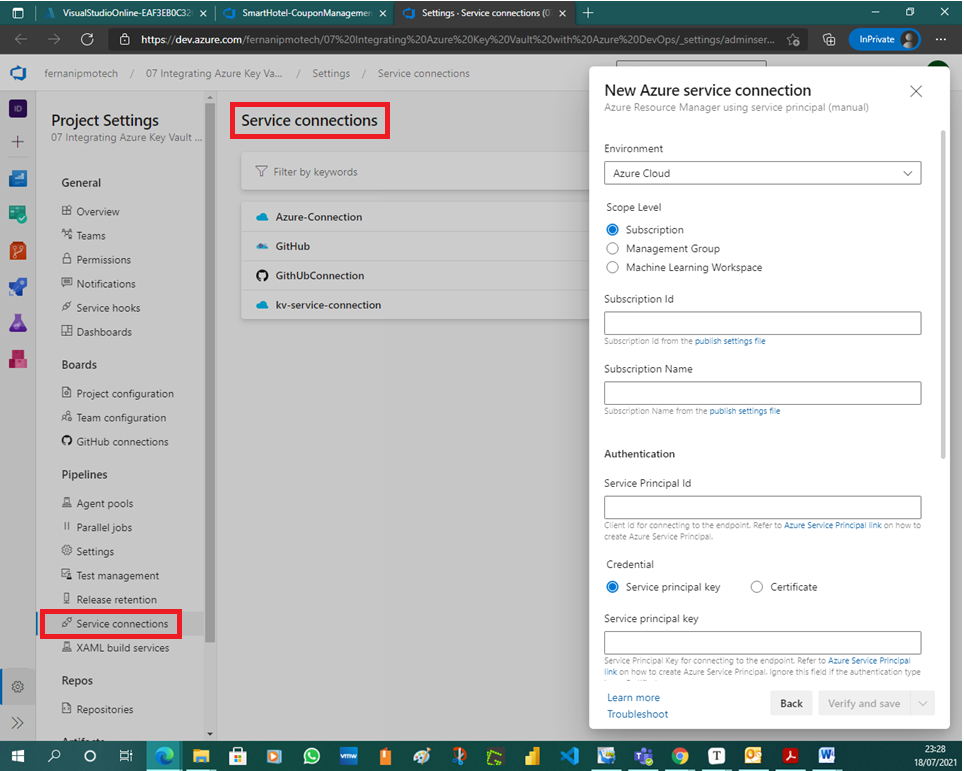 VisualStudioOnline-EAF3EB0C32
SmartHotel-CouponManagemen
Settings · Service connections (0
https://dev.azure.com/fernanipmotech/07%20Integrating%20Azure%20Key%20Vault%20with%20Azure%20DevOps/_settings/adminser...
InPrivate
fernanipmotech / 07 Integrating Azure Key Va... / Settings / Service connections
ID
Project Settings
07 Integrating Azure Key Vault ...
General
Overview
Teams
Permissions
Notifications
Service hooks
Dashboards
Boards
Project configuration
Team configuration
GitHub connections
Pipelines
Agent pools
Parallel jobs
Settings
Test management
Release retention
Service connections
XAML build services
Repos
Repositories
Service connections
Filter by keywords
Azure-Connection
GitHub
GithUbConnection
kv-service-connection
New Azure service connection
Azure Resource Manager using service principal (manual)
Environment
Azure Cloud
Scope Level
Subscription
Management Group
Machine Learning Workspace
Subscription Id
Subscription Id from the publish settings file
Subscription Name
Subscription Name from the publish settings file
Authentication
Service Principal Id
Client Id for connecting to the endpoint. Refer to Azure Service Principal link on how to
create Azure Service Principal.
Credential
Service principal key
Certificate
Service principal key
Service Principal Key for connecting to the endpoint. Refer to Azure Service Principal
link on how to create Azure Service Principal. Ignore this field if the authentication type
Learn more
Troubleshoot
Back
Verify and save
vmw
T
23:28
18/07/2021